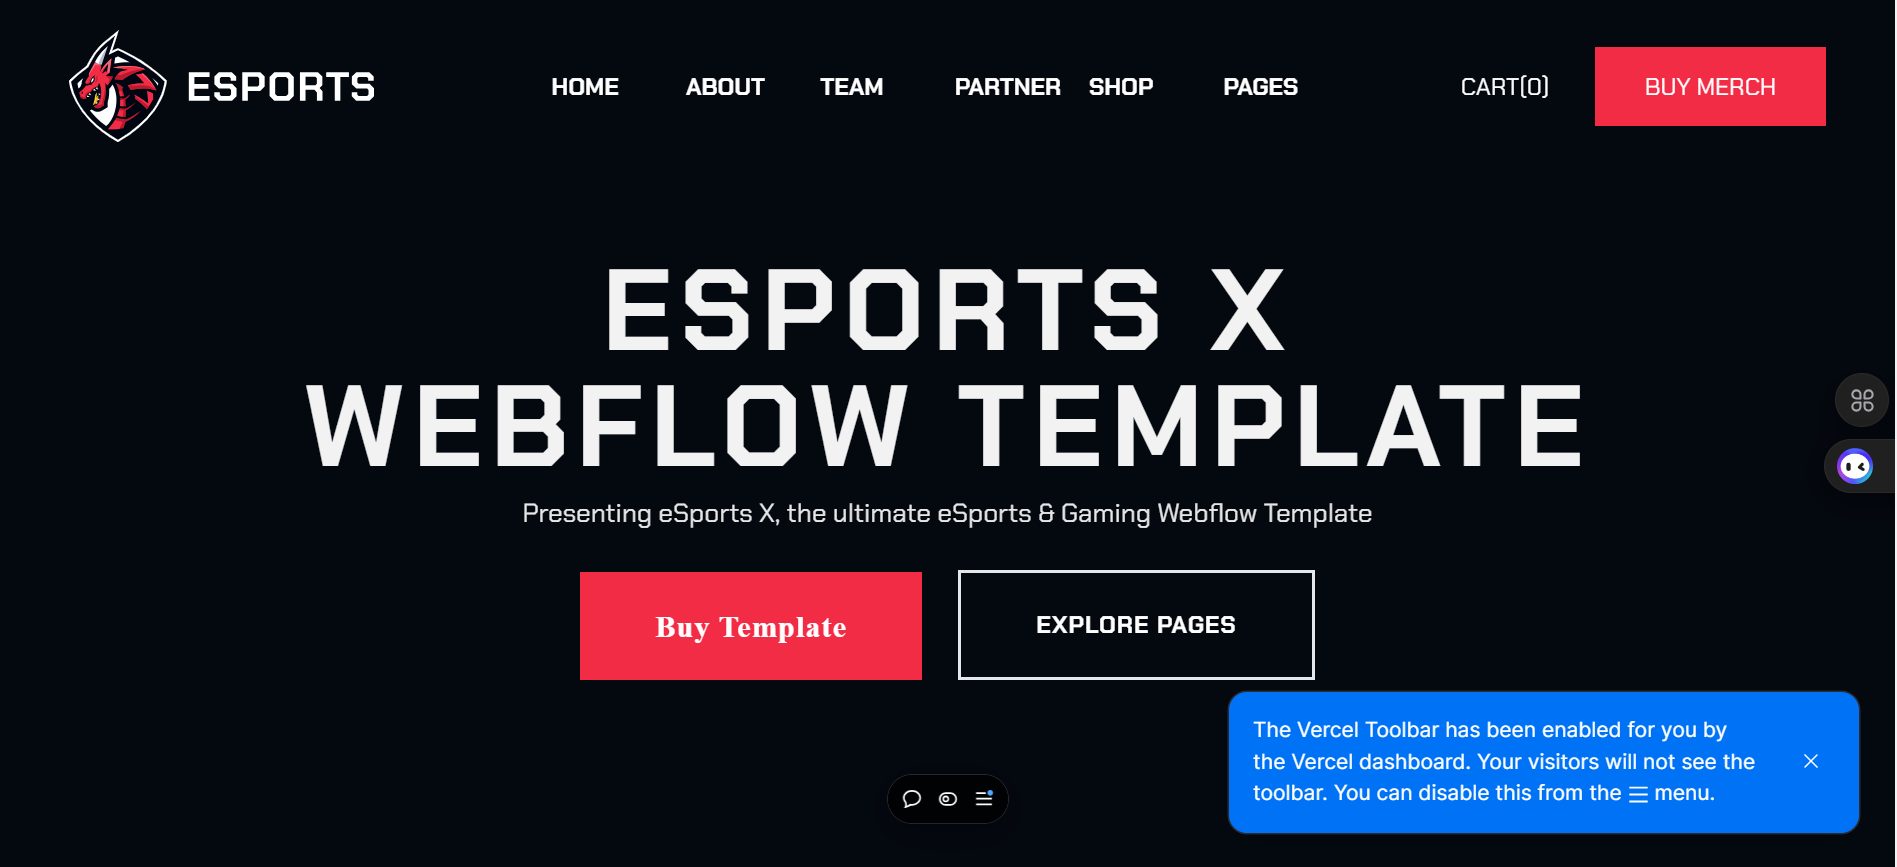 ESPORTS
HOME ABOUT TEAM PARTNER SHOP PAGES CART(0) BUY MERCH
ESPORTS X
WEBFLOW TEMPLATE
Presenting eSports X, the ultimate eSports & Gaming Webflow Template
Buy Template
EXPLORE PAGES
The Vercel Toolbar has been enabled for you by
the Vercel dashboard. Your visitors will not see the
toolbar. You can disable this from the menu.